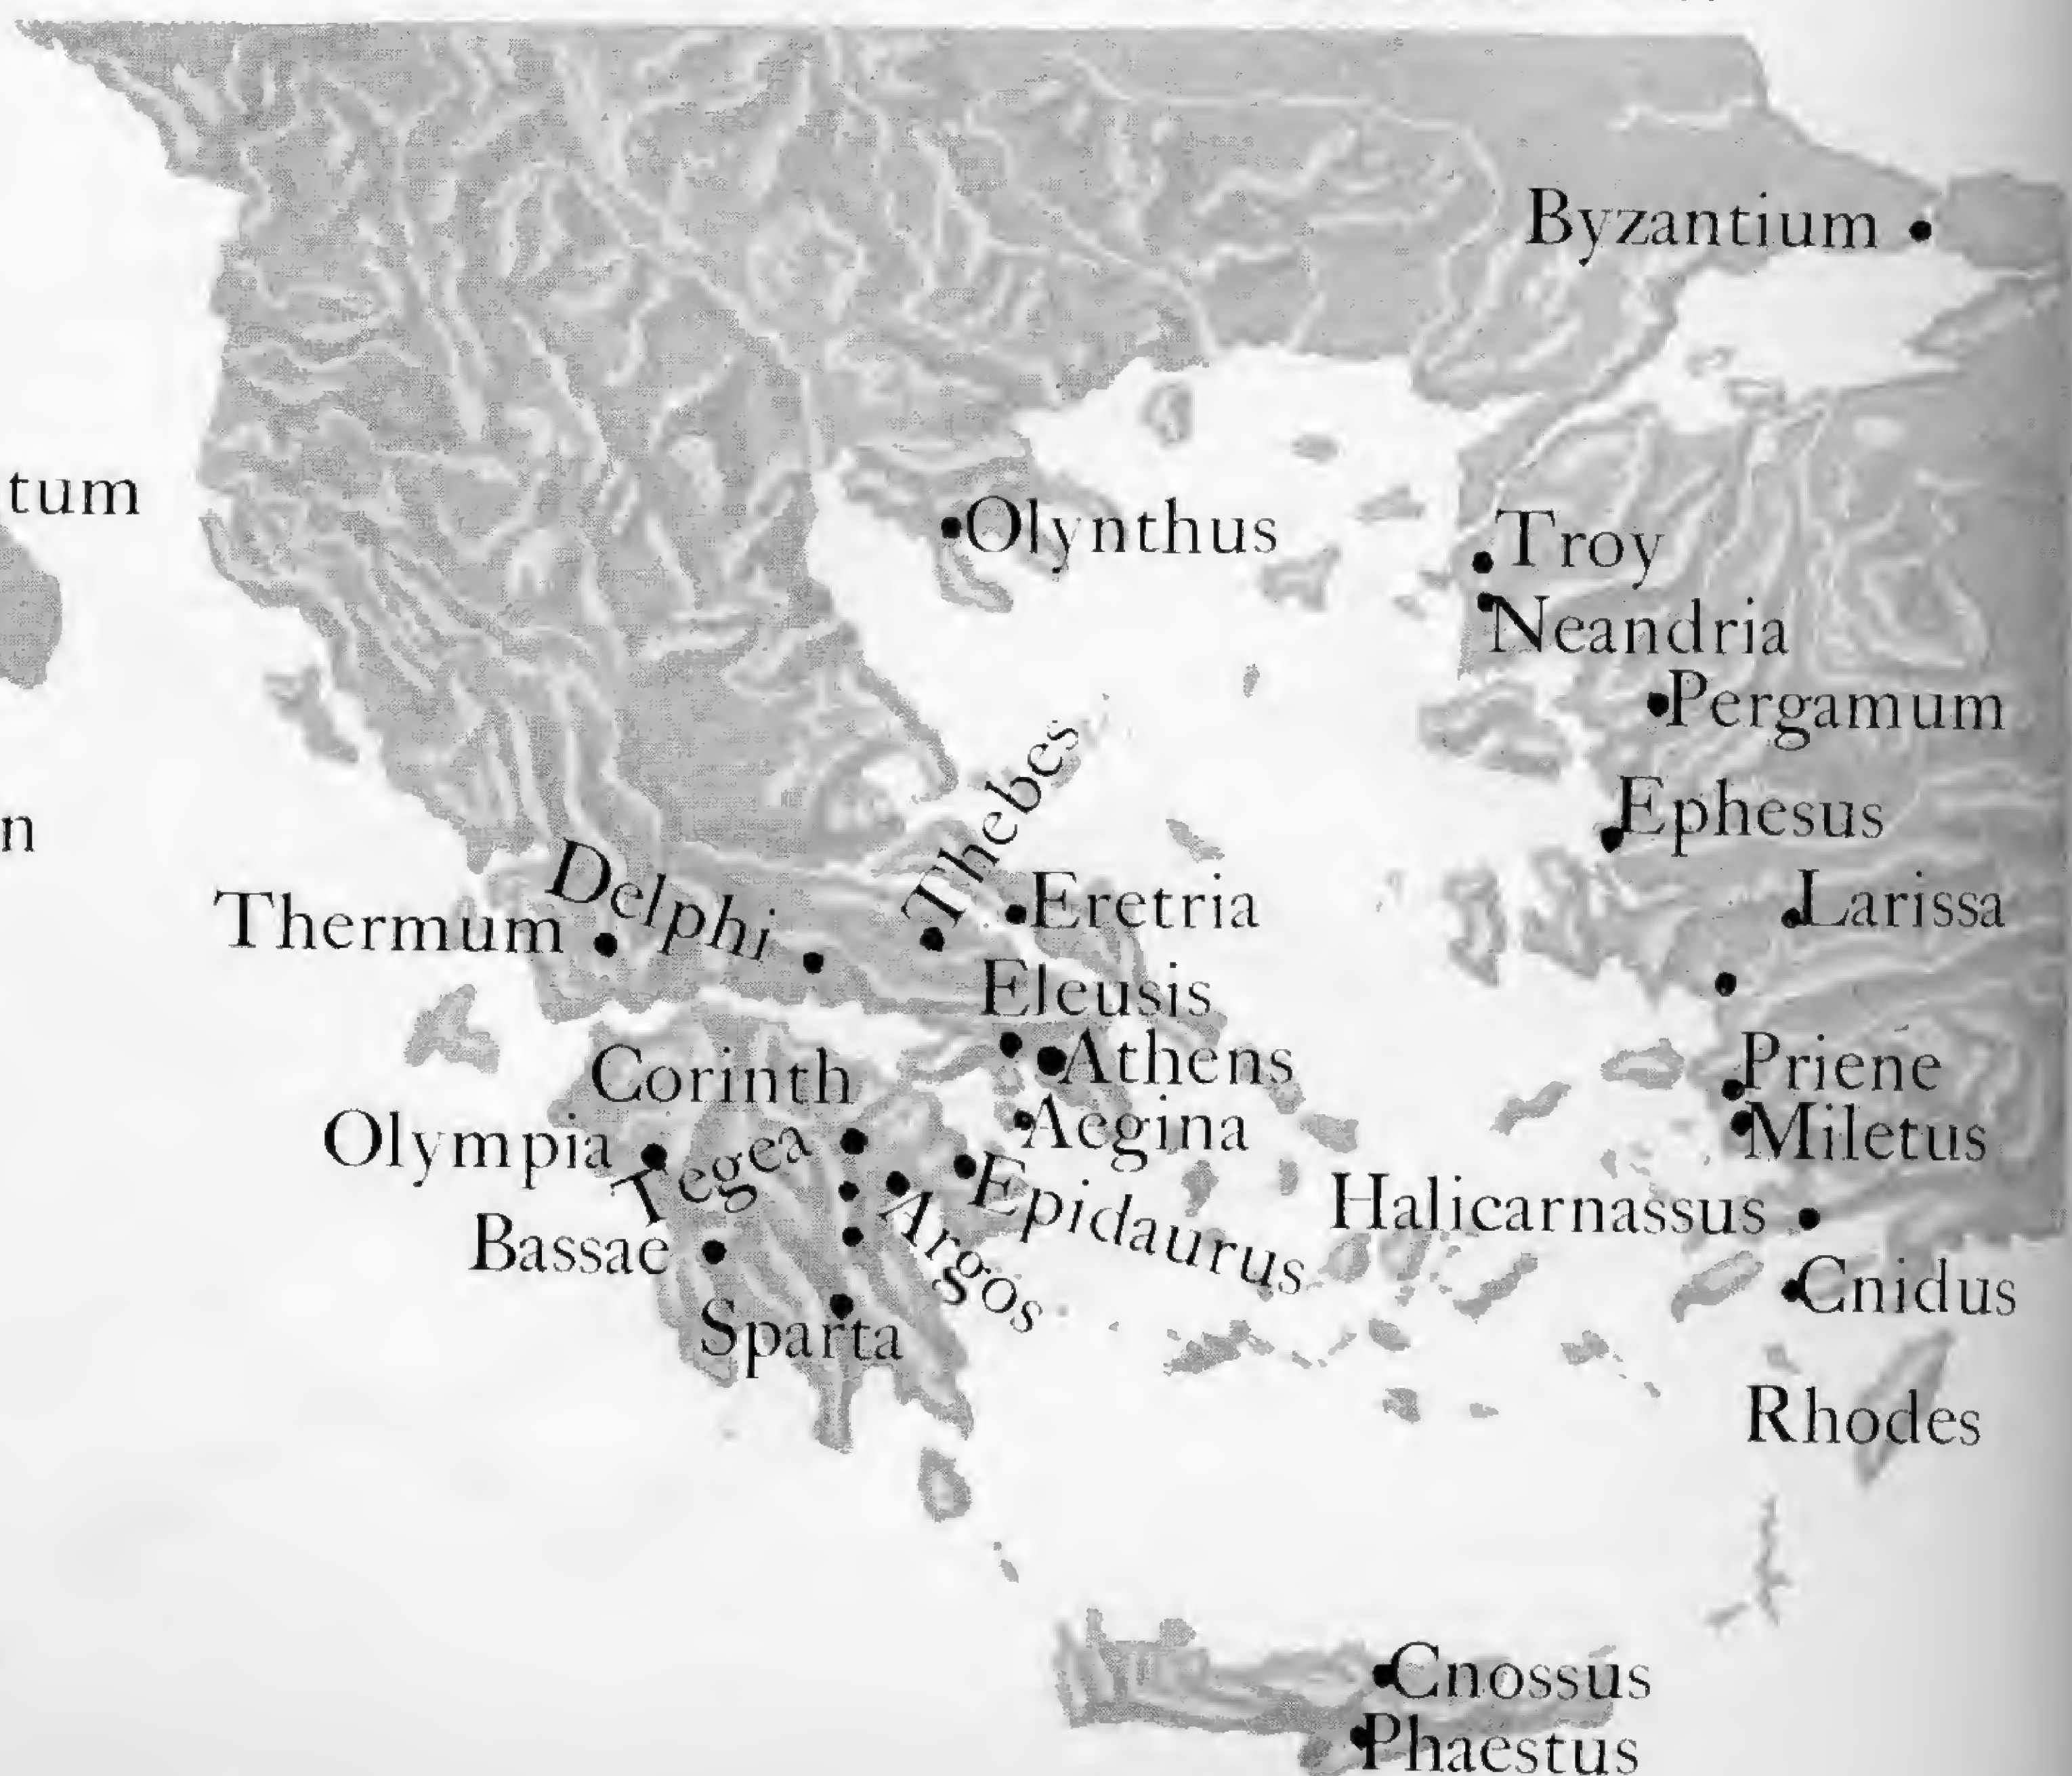 Byzantium
tum
Olynthus
Troy
Neandria
Pergamum
Thebes
Ephesus
n
Delphi
Eretria
Larissa
Thermum
Eleusis
Athens
Priene
Corinth
Aegina
Miletus
Olympia
Tegea
Epidaurus
Halicarnassus
Argos
Bassae
Cnidus
Sparta
Rhodes
Cnossus
Phaestus